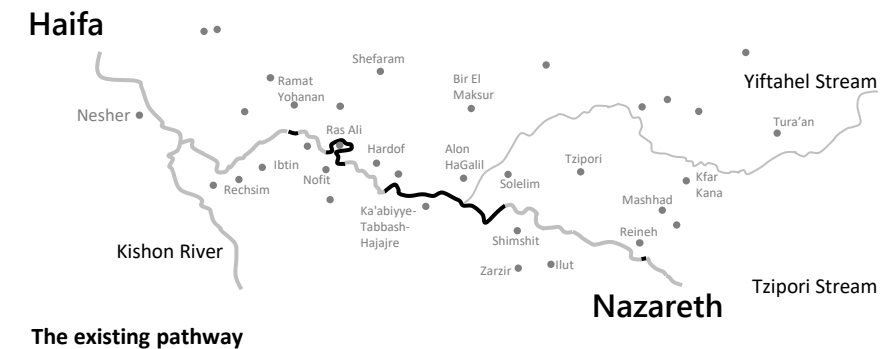 Haifa
Shefaram
Ramat
Yohanan
Bir El
Maksur
Yiftahel Stream
Nesher
Ras Ali
Tura'an
Hardof
Alon
HaGalil
Tzipori
Ibtin
Nofit
Solelim
Kfar
Kana
Rechsim
Mashhad
Ka'abiyye-
Tabbash-
Hajajre
Reineh
Shimshit
Kishon River
Zarzir
Ilut
Tzipori Stream
Nazareth
The existing pathway